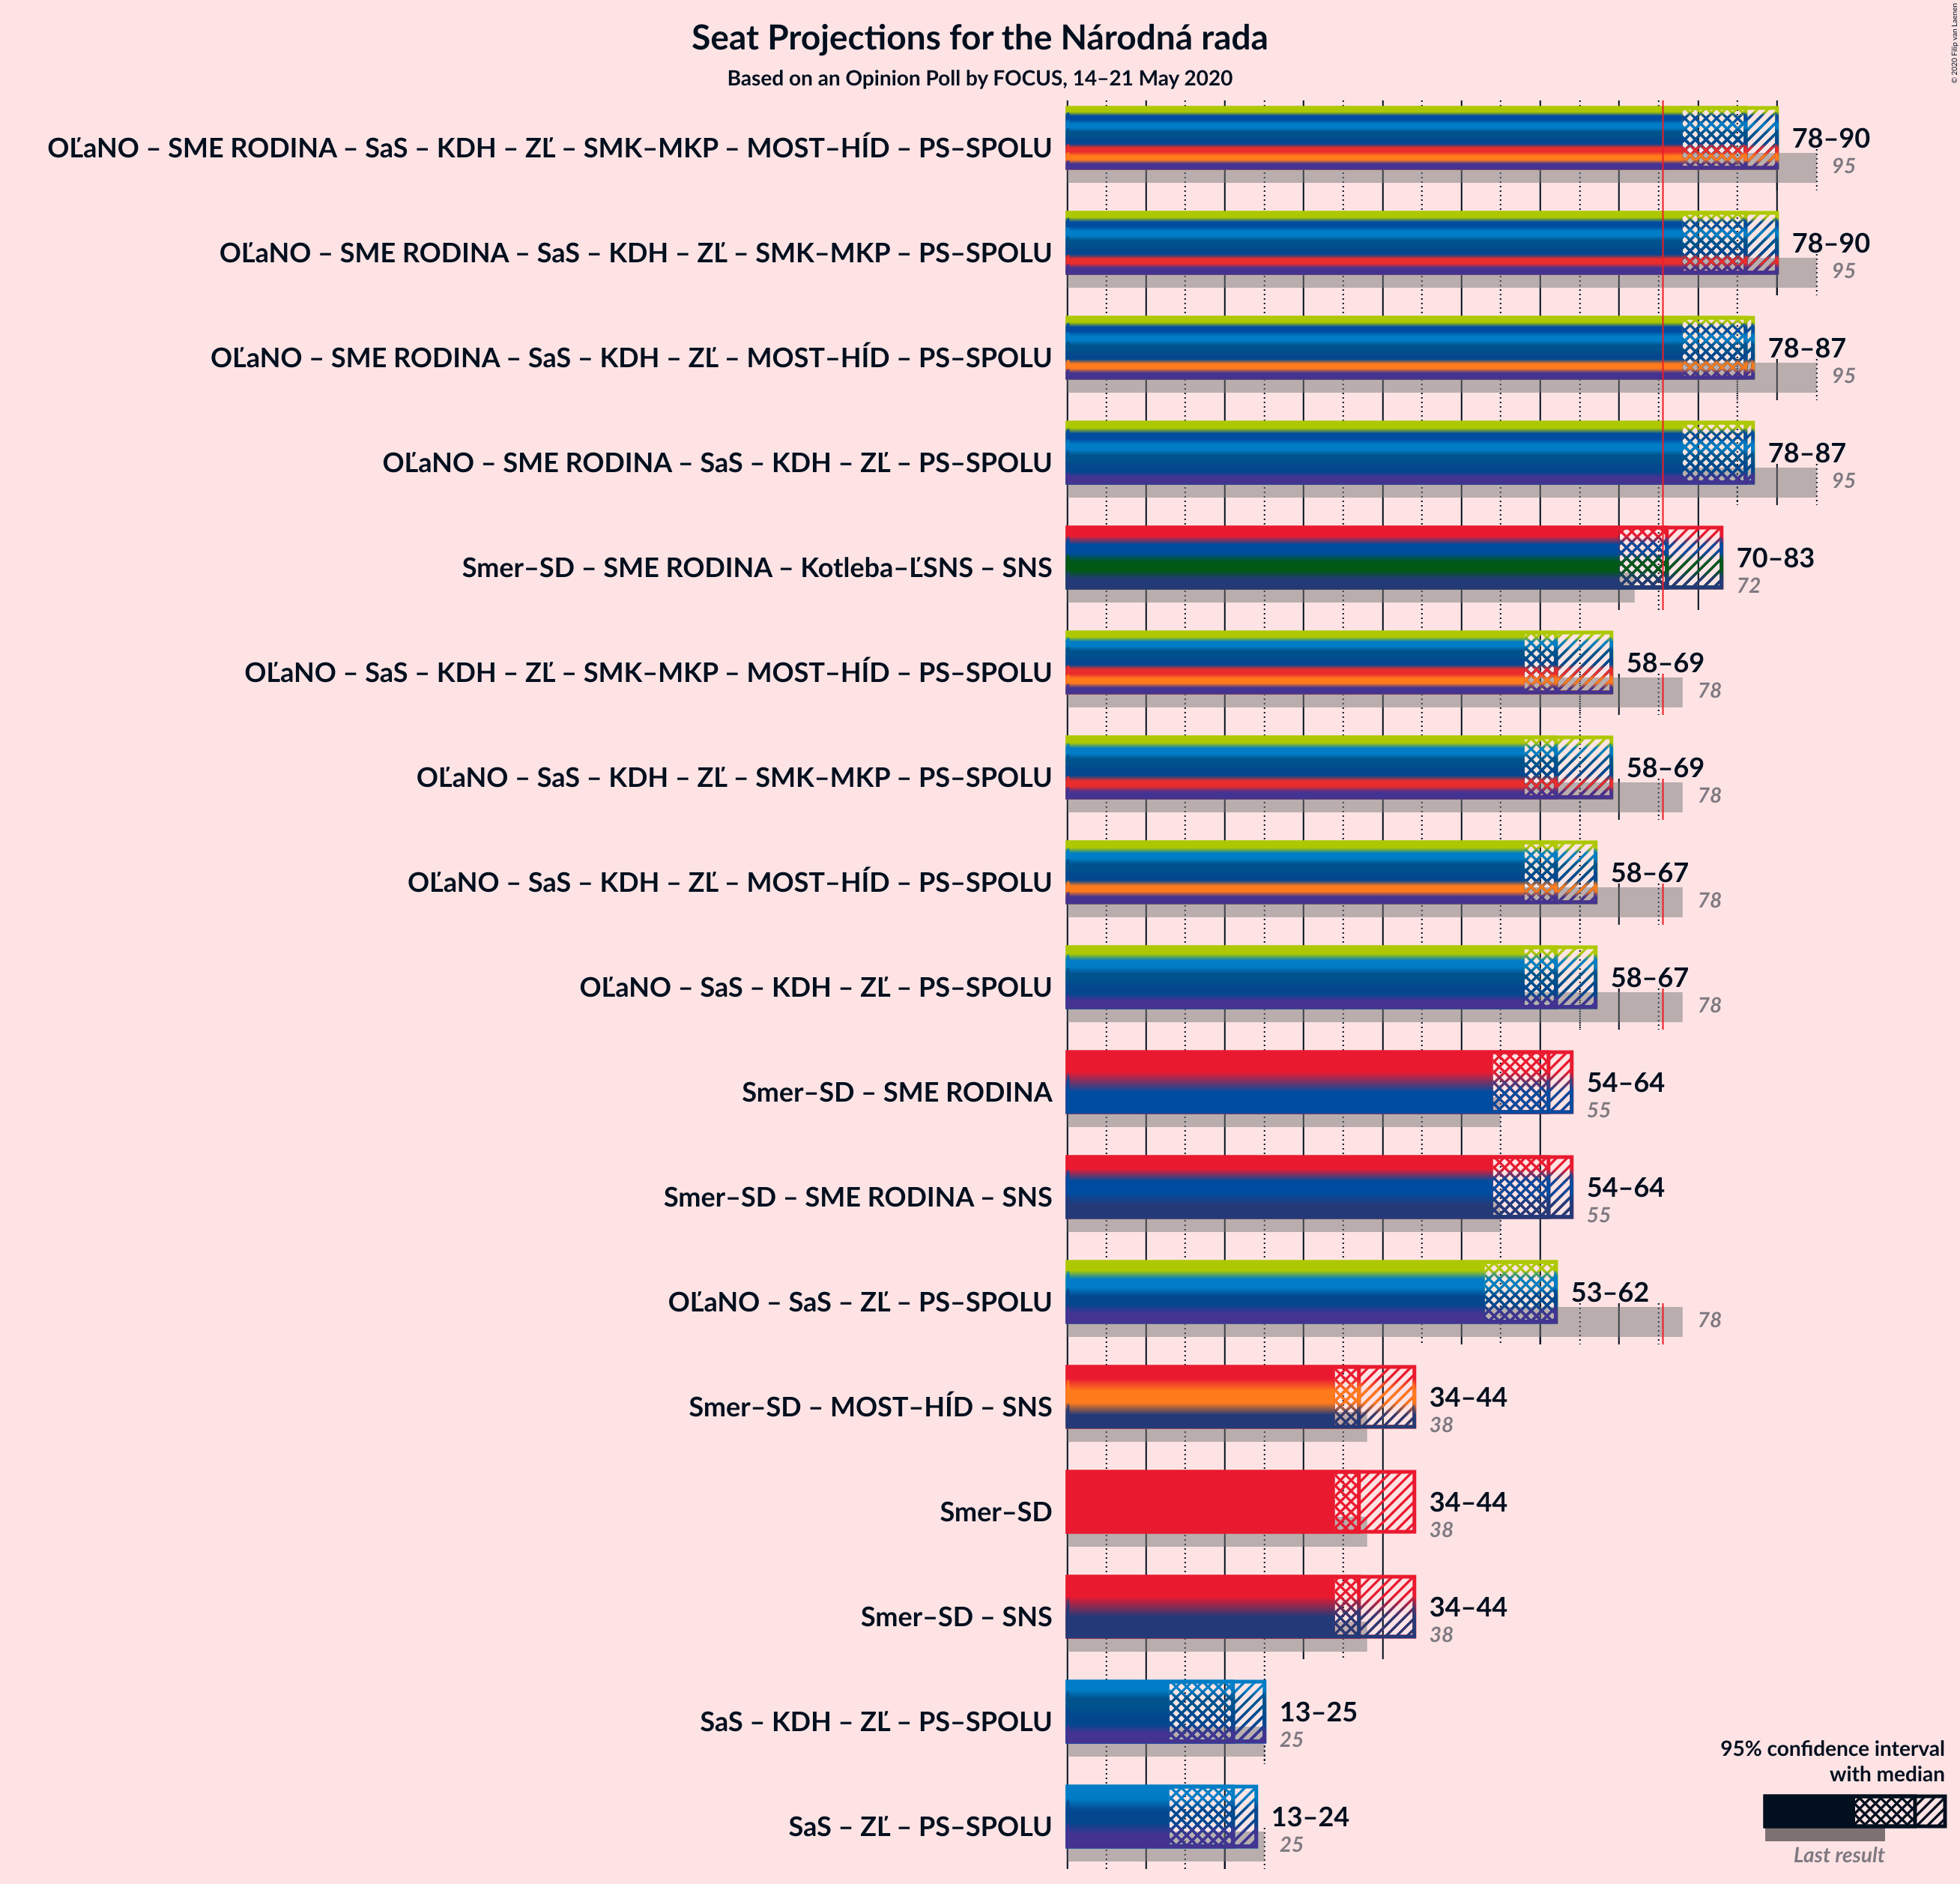 Seat Projections for the Národná rada
Based on an Opinion Poll by FOCUS, 14–21 May 2020
© 2020 Filip van Laenen
OĽaNO – SME RODINA – SaS – KDH – ZĽ – SMK–MKP – MOST–HÍD – PS–SPOLU
78–90
95
OĽaNO – SME RODINA – SaS – KDH – ZĽ – SMK–MKP – PS–SPOLU
78–90
95
OĽaNO – SME RODINA – SaS – KDH – ZĽ – MOST–HÍD – PS–SPOLU
78–87
95
OĽaNO – SME RODINA – SaS – KDH – ZĽ – PS–SPOLU
78–87
95
Smer–SD – SME RODINA – Kotleba–ĽSNS – SNS
70–83
72
OĽaNO – SaS – KDH – ZĽ – SMK–MKP – MOST–HÍD – PS–SPOLU
58–69
78
OĽaNO – SaS – KDH – ZĽ – SMK–MKP – PS–SPOLU
58–69
78
OĽaNO – SaS – KDH – ZĽ – MOST–HÍD – PS–SPOLU
58–67
78
OĽaNO – SaS – KDH – ZĽ – PS–SPOLU
58–67
78
Smer–SD – SME RODINA
54–64
55
Smer–SD – SME RODINA – SNS
54–64
55
OĽaNO – SaS – ZĽ – PS–SPOLU
53–62
78
Smer–SD – MOST–HÍD – SNS
34–44
38
Smer–SD
34–44
38
Smer–SD – SNS
34–44
38
SaS – KDH – ZĽ – PS–SPOLU
13–25
25
SaS – ZĽ – PS–SPOLU
13–24
25
95% confidence interval
with median
Last result